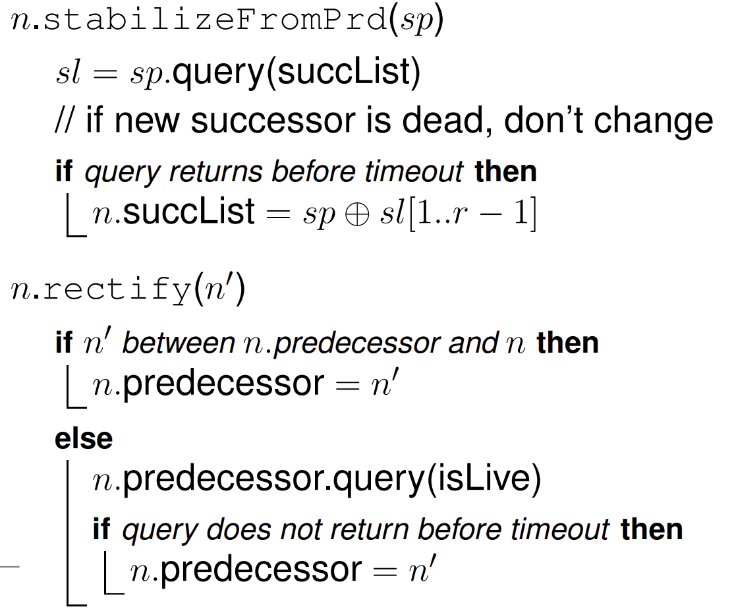 n.stabilizeFromPrd(sp)
sl = sp.query(succList)
// if new successor is dead, don't change
if query returns before timeout then
n.succList = sp ⊕ sl[1..r − 1]
n.rectify(n′)
if n′ between n.predecessor and n then
n.predecessor = n′
else
n.predecessor.query(isLive)
if query does not return before timeout then
n.predecessor = n′